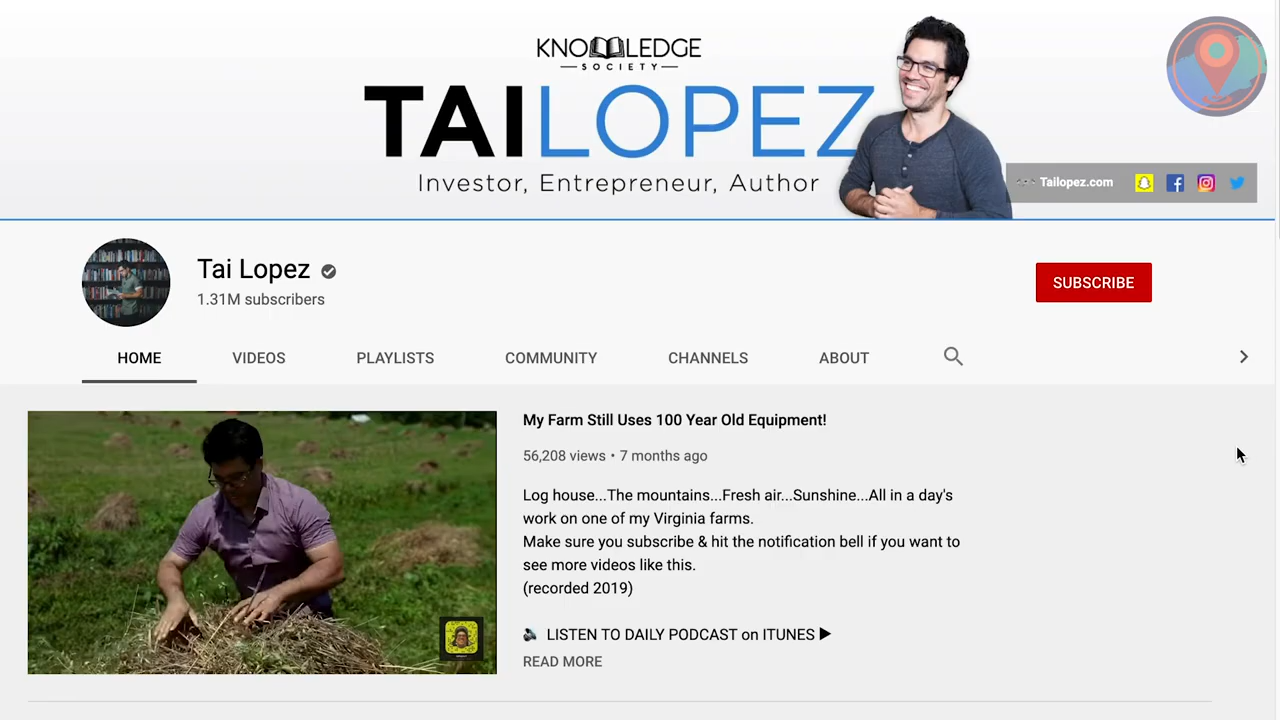 KNOWLEDGE
SOCIETY
TAILOPEZ
Investor, Entrepreneur, Author
Tailopez.com
Tai Lopez
1.31M subscribers
SUBSCRIBE
HOME VIDEOS PLAYLISTS COMMUNITY CHANNELS ABOUT
My Farm Still Uses 100 Year Old Equipment!
56,208 views • 7 months ago
Log house...The mountains...Fresh air...Sunshine...All in a day's
work on one of my Virginia farms.
Make sure you subscribe & hit the notification bell if you want to
see more videos like this.
(recorded 2019)
🔊 LISTEN TO DAILY PODCAST on ITUNES ▶
READ MORE